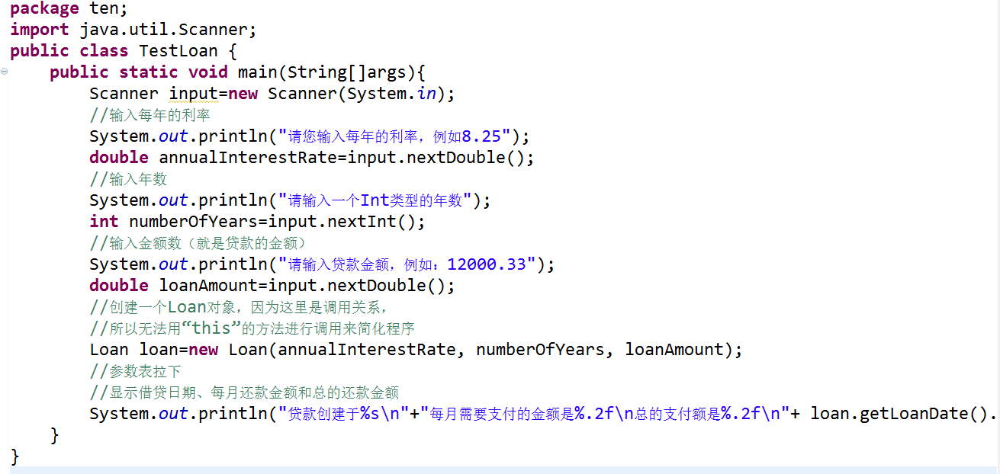 package ten;
import java.util.Scanner;
public class TestLoan {
public static void main(String[]args){
Scanner input=new Scanner(System.in);
//输入每年的利率
System.out.println("请您输入每年的利率，例如8.25");
double annualInterestRate=input.nextDouble();
//输入年数
System.out.println("请输入一个Int类型的年数");
int numberOfYears=input.nextInt();
//输入金额数（就是贷款的金额）
System.out.println("请输入贷款金额，例如：12000.33");
double loanAmount=input.nextDouble();
//创建一个Loan对象，因为这里是调用关系，
//所以无法用“this”的方法进行调用来简化程序
Loan loan=new Loan(annualInterestRate, numberOfYears, loanAmount);
//参数表拉下
//显示借贷日期、每月还款金额和总的还款金额
System.out.println("贷款创建于%s\n"+"每月需要支付的金额是%.2f\n总的支付额是%.2f\n"+ loan.getLoanDate().
}
}